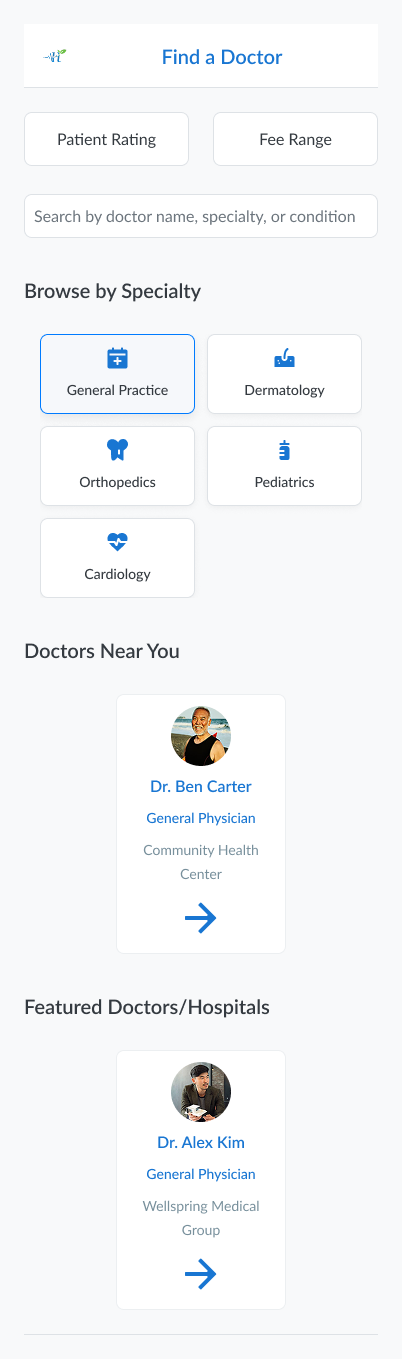 Find a Doctor
Patient Rating
Fee Range
Search by doctor name, specialty, or condition
Browse by Specialty
General Practice
Dermatology
Orthopedics
Pediatrics
Cardiology
Doctors Near You
Dr. Ben Carter
General Physician
Community Health
Center
Featured Doctors/Hospitals
Dr. Alex Kim
General Physician
Wellspring Medical
Group